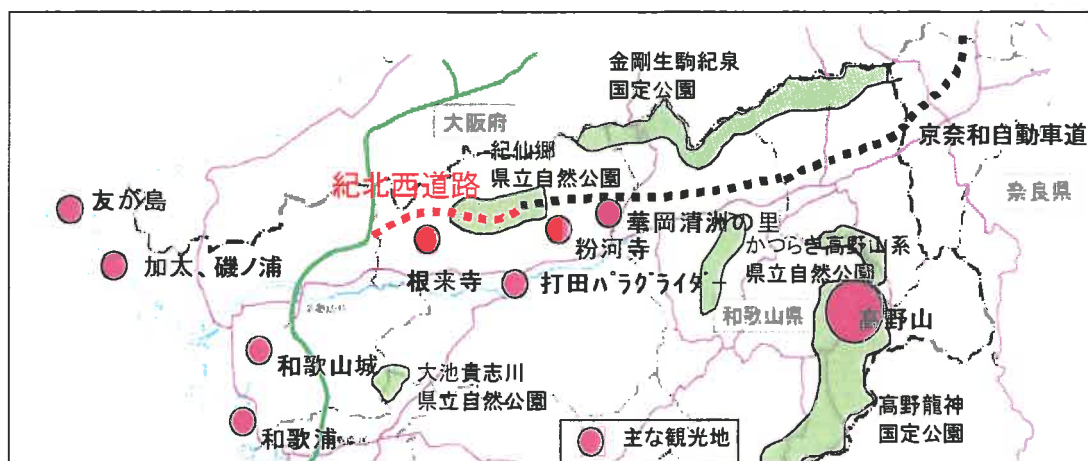 金剛生駒紀泉
国定公園
大阪府
京奈和自動車道
紀仙郷
県立自然公園
紀北西道路
奈良県
友が島
華岡清洲の里
粉河寺
かつらぎ高野山系
県立自然公園
加太、磯ノ浦
根来寺
打田パラグライダー
和歌山県
高野山
和歌山城
大池貴志川
県立自然公園
高野龍神
国定公園
和歌浦
主な観光地